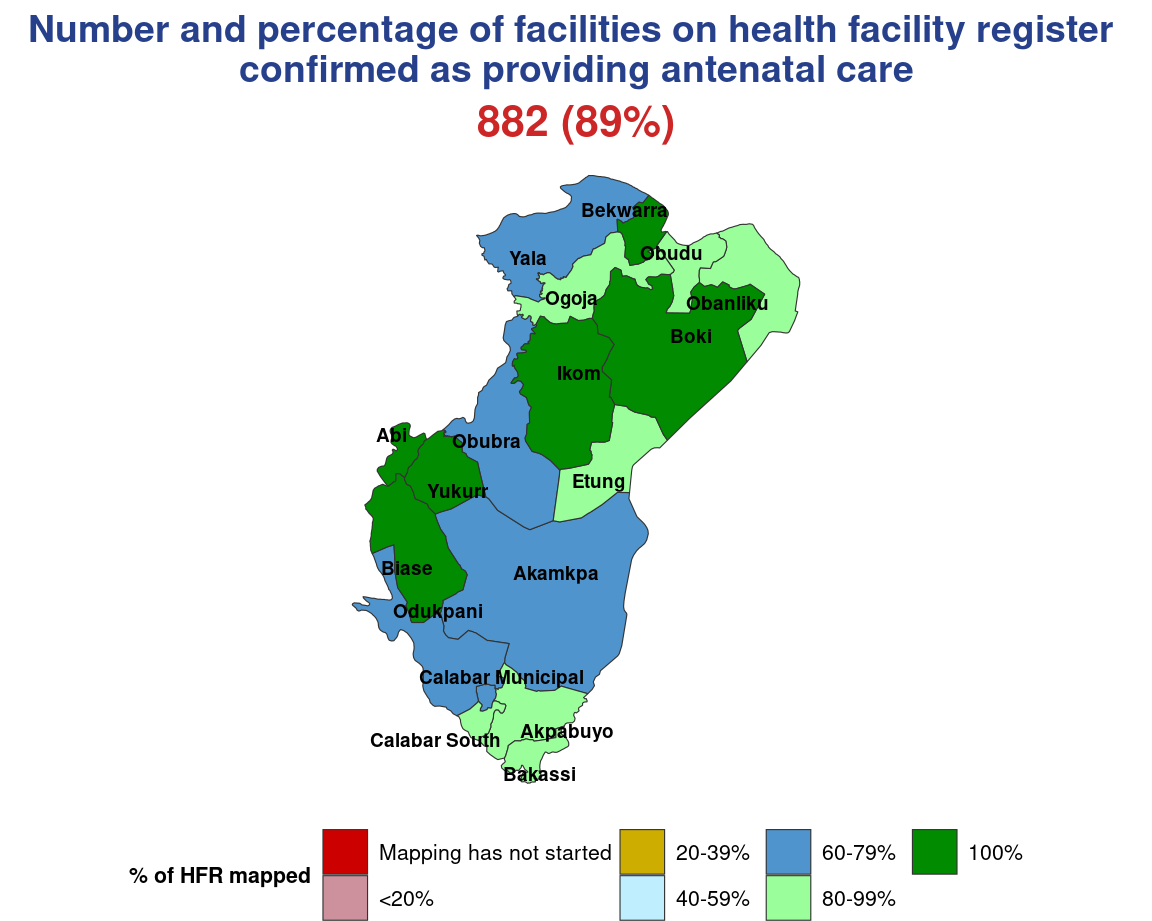 Number and percentage of facilities on health facility register
confirmed as providing antenatal care
882 (89%)
Bekwarra
Obudu
Yala
Ogoja
Obanliku
Boki
Ikom
Abi
Obubra
Etung
Yukurr
Biase
Akamkpa
Odukpani
Calabar Municipal
Akpabuyo
Calabar South
Bakassi
% of HFR mapped
Mapping has not started
<20%
20-39%
40-59%
60-79%
80-99%
100%